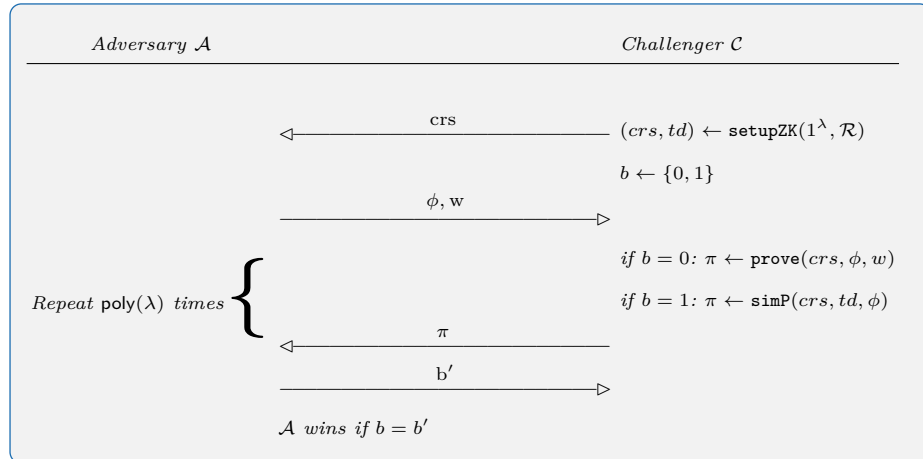 Adversary 𝒜 Challenger 𝒞
crs (crs, td) ← setupZK(1^λ, ℛ)
b ← {0, 1}
ϕ, w
if b = 0: π ← prove(crs, ϕ, w)
Repeat poly(λ) times { if b = 1: π ← simP(crs, td, ϕ)
π
b′
𝒜 wins if b = b′